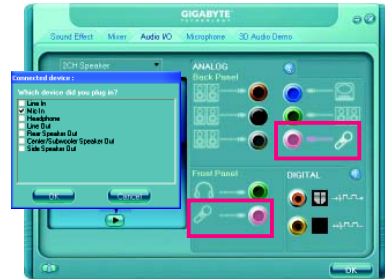 GIGABYTE
TECHNOLOGY
Sound Effect Mixer Audio I/O Microphone 3D Audio Demo
2CH Speaker
ANALOG
Back Panel
Connected device :
Which device did you plug in?
Line In
Mic In
Headphone
Line Out
Rear Speaker Out
Center/Subwoofer Speaker Out
Side Speaker Out
OK
Cancel
Front Panel
DIGITAL
OK